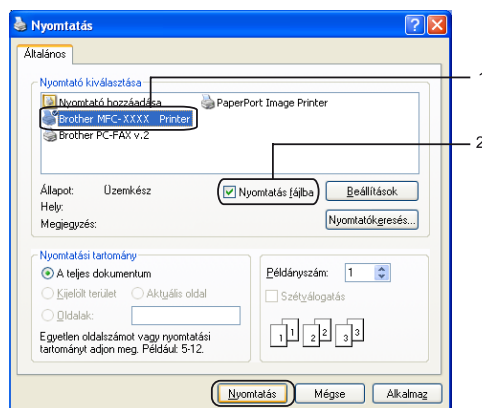 Nyomtatás
Általános
Nyomtató kiválasztása
1
Nyomtató hozzáadása
PaperPort Image Printer
Brother MFC-XXXX Printer
Brother PC-FAX v.2
2
Állapot: Üzemkész
Nyomtatás fájlba
Beállítások
Hely:
Megjegyzés:
Nyomtatókeresés...
Nyomtatási tartomány
A teljes dokumentum
Példányszám: 1
Kijelölt terület
Aktuális oldal
Szétválogatás
Oldalak:
Egyetlen oldalszámot vagy nyomtatási
tartományt adjon meg. Például: 5-12.
1 1 2 2 3 3
Nyomtatás
Mégse
Alkalmaz